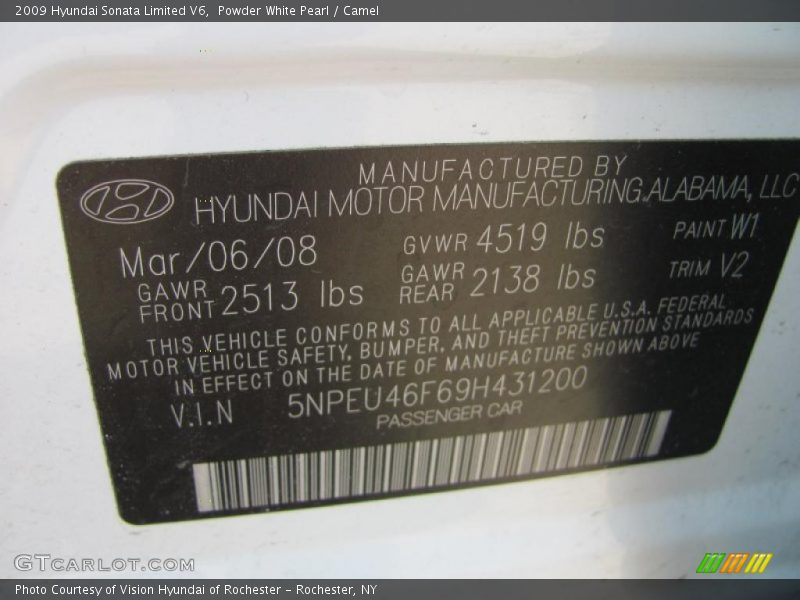 2009 Hyundai Sonata Limited V6,  Powder White Pearl / Camel
MANUFACTURED BY
HYUNDAI MOTOR MANUFACTURING.ALABAMA, LLC
Mar/06/08 GVWR 4519 lbs PAINT W1
GAWR FRONT 2513 lbs GAWR REAR 2138 lbs TRIM V2
THIS VEHICLE CONFORMS TO ALL APPLICABLE U.S.A. FEDERAL
MOTOR VEHICLE SAFETY, BUMPER, AND THEFT PREVENTION STANDARDS
IN EFFECT ON THE DATE OF MANUFACTURE SHOWN ABOVE
V.I.N 5NPEU46F69H431200
PASSENGER CAR
GTCARLOT.COM
Photo Courtesy of Vision Hyundai of Rochester - Rochester, NY